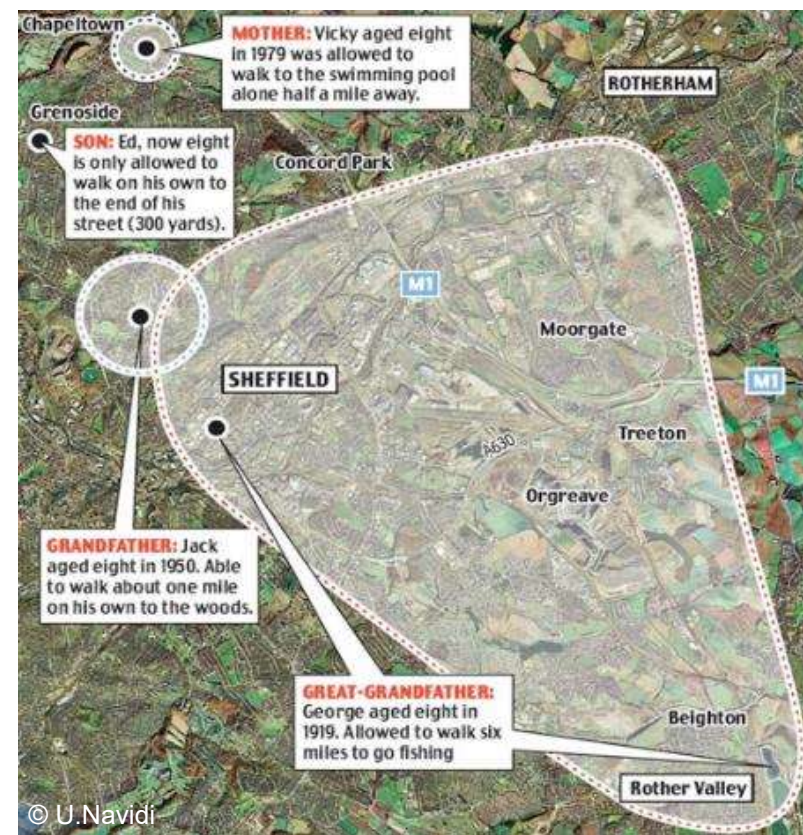 Chapeltown
MOTHER: Vicky aged eight
in 1979 was allowed to
walk to the swimming pool
alone half a mile away.
ROTHERHAM
Grenoside
SON: Ed, now eight
is only allowed to
walk on his own to
the end of his
street (300 yards).
Concord Park
M1
Moorgate
SHEFFIELD
M1
Treeton
A630
Orgreave
GRANDFATHER: Jack
aged eight in 1950. Able
to walk about one mile
on his own to the woods.
GREAT-GRANDFATHER:
George aged eight in
1919. Allowed to walk six
miles to go fishing
Beighton
Rother Valley
© U.Navidi